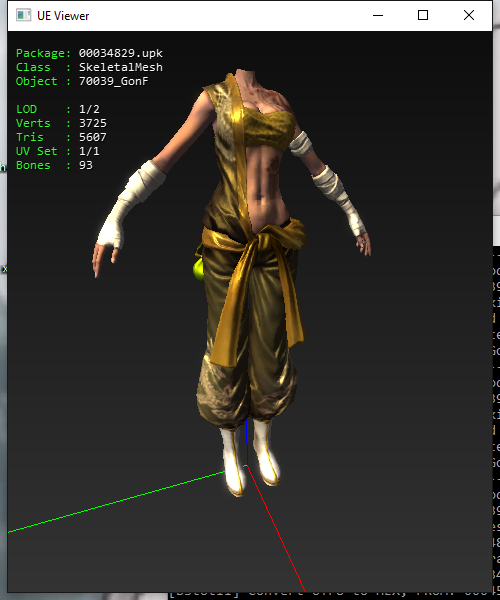 UE Viewer
Package: 00034829.upk
Class : SkeletalMesh
Object : 70039_GonF
LOD : 1/2
Verts : 3725
Tris : 5607
UV Set : 1/1
Bones : 93